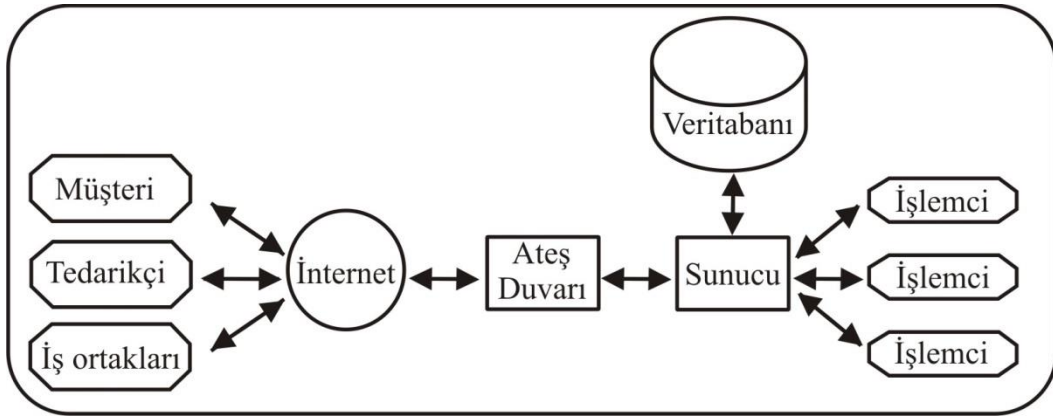 Veritabanı
Müşteri
Tedarikçi
İş ortakları
İnternet
Ateş
Duvarı
Sunucu
İşlemci
İşlemci
İşlemci